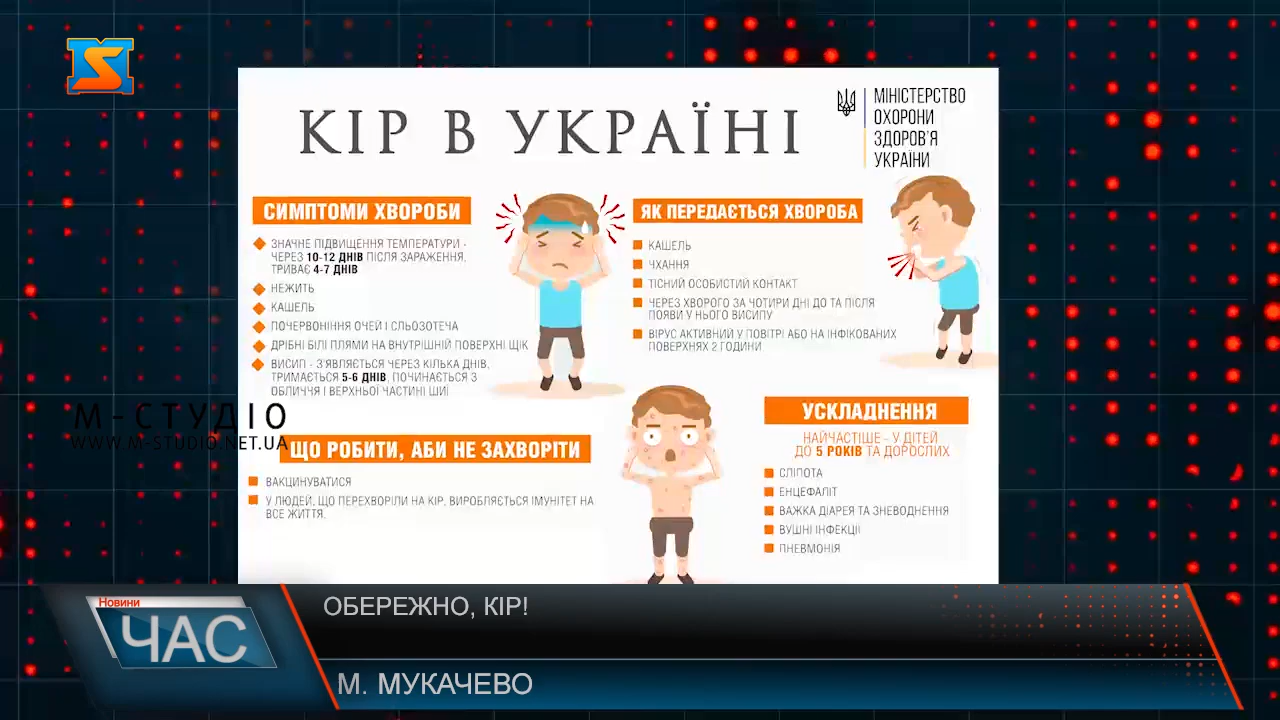 КІР В УКРАЇНІ
МІНІСТЕРСТВО
ОХОРОНИ
ЗДОРОВ'Я
УКРАЇНИ
СИМПТОМИ ХВОРОБИ
ЗНАЧНЕ ПІДВИЩЕННЯ ТЕМПЕРАТУРИ -
ЧЕРЕЗ 10-12 ДНІВ ПІСЛЯ ЗАРАЖЕННЯ,
ТРИВАЄ 4-7 ДНІВ
НЕЖИТЬ
КАШЕЛЬ
ПОЧЕРВОНІННЯ ОЧЕЙ І СЛЬОЗОТЕЧА
ДРІБНІ БІЛІ ПЛЯМИ НА ВНУТРІШНІЙ ПОВЕРХНІ ЩІК
ВИСИП - З'ЯВЛЯЄТЬСЯ ЧЕРЕЗ КІЛЬКА ДНІВ,
ТРИМАЄТЬСЯ 5-6 ДНІВ, ПОЧИНАЄТЬСЯ З
ОБЛИЧЧЯ І ВЕРХНЬОЇ ЧАСТИНІ ШИЇ
ЯК ПЕРЕДАЄТЬСЯ ХВОРОБА
КАШЕЛЬ
ЧХАННЯ
ТІСНИЙ ОСОБИСТИЙ КОНТАКТ
ЧЕРЕЗ ХВОРОГО ЗА ЧОТИРИ ДНІ ДО ТА ПІСЛЯ
ПОЯВИ У НЬОГО ВИСИПУ
ВІРУС АКТИВНИЙ У ПОВІТРІ АБО НА ІНФІКОВАНИХ
ПОВЕРХНЯХ 2 ГОДИНИ
М-СТУДІО
WWW.M-STUDIO.NET.UA
ЩО РОБИТИ, АБИ НЕ ЗАХВОРІТИ
ВАКЦИНУВАТИСЯ
У ЛЮДЕЙ, ЩО ПЕРЕХВОРІЛИ НА КІР, ВИРОБЛЯЄТЬСЯ ІМУНІТЕТ НА
ВСЕ ЖИТТЯ.
УСКЛАДНЕННЯ
НАЙЧАСТІШЕ - У ДІТЕЙ
ДО 5 РОКІВ ТА ДОРОСЛИХ
СЛІПОТА
ЕНЦЕФАЛІТ
ВАЖКА ДІАРЕЯ ТА ЗНЕВОДНЕННЯ
ВУШНІ ІНФЕКЦІЇ
ПНЕВМОНІЯ
Новини
ЧАС
ОБЕРЕЖНО, КІР!
М. МУКАЧЕВО